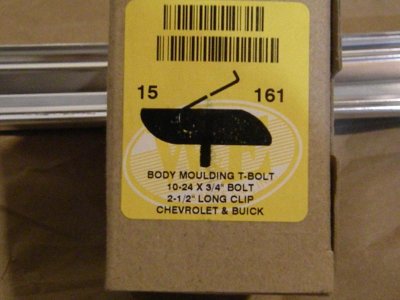 15 161
BODY MOULDING T-BOLT
10-24 X 3/4" BOLT
2-1/2" LONG CLIP
CHEVROLET & BUICK